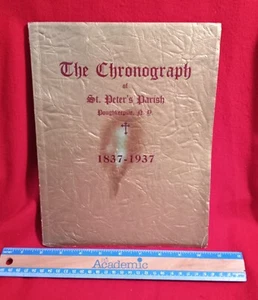 The Chronograph
of
St. Peter's Parish
Poughkeepsie, N. Y.
1837-1937
Academic